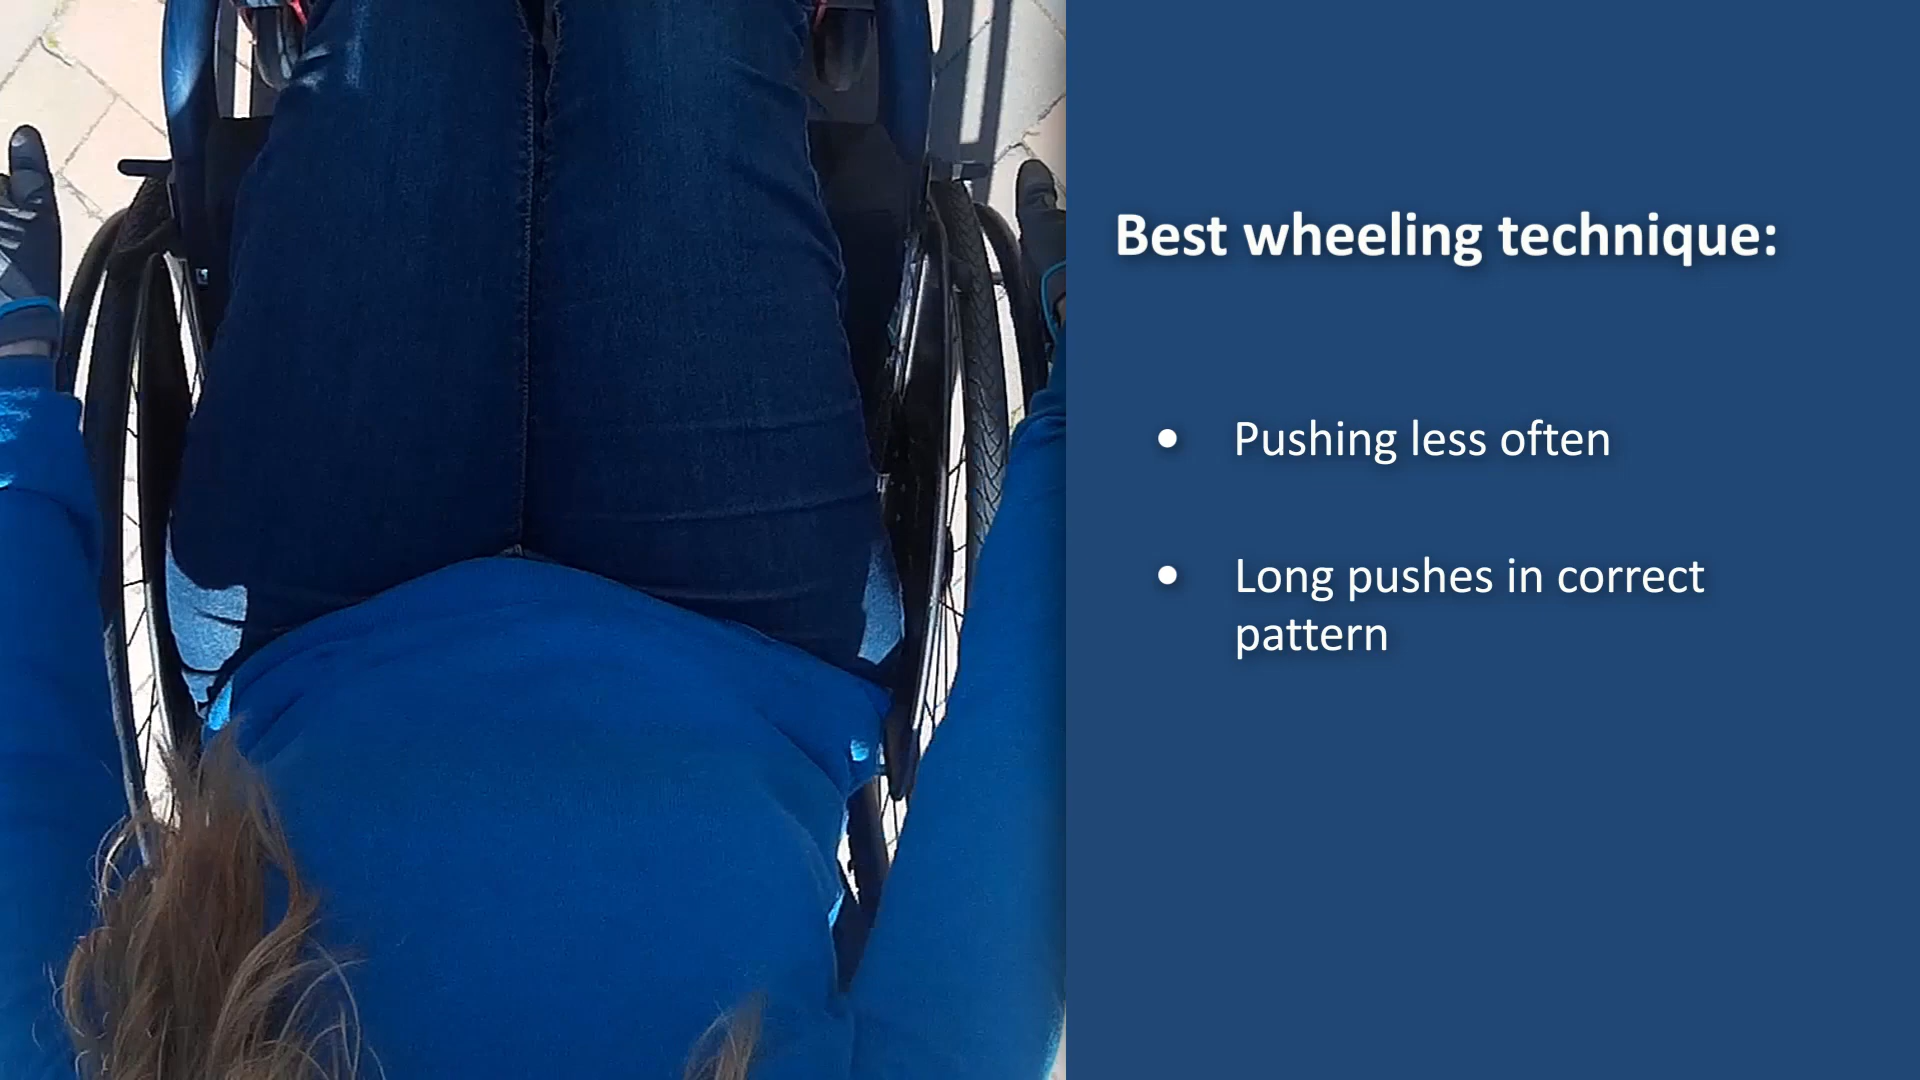 Best wheeling technique:
• Pushing less often
• Long pushes in correct
pattern